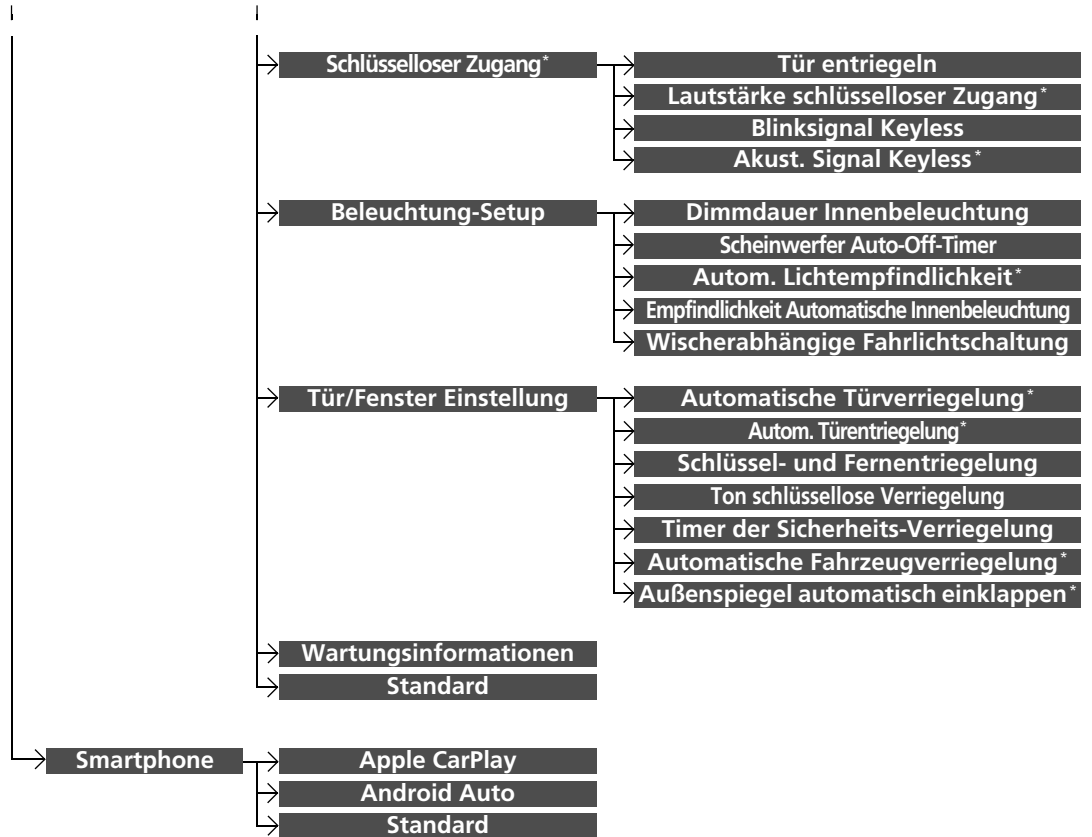 Schlüsselloser Zugang*
Tür entriegeln
Lautstärke schlüsselloser Zugang*
Blinksignal Keyless
Akust. Signal Keyless*
Beleuchtung-Setup
Dimmdauer Innenbeleuchtung
Scheinwerfer Auto-Off-Timer
Autom. Lichtempfindlichkeit*
Empfindlichkeit Automatische Innenbeleuchtung
Wischerabhängige Fahrlichtschaltung
Tür/Fenster Einstellung
Automatische Türverriegelung*
Autom. Türentriegelung*
Schlüssel- und Fernentriegelung
Ton schlüssellose Verriegelung
Timer der Sicherheits-Verriegelung
Automatische Fahrzeugverriegelung*
Außenspiegel automatisch einklappen*
Wartungsinformationen
Standard
Smartphone
Apple CarPlay
Android Auto
Standard